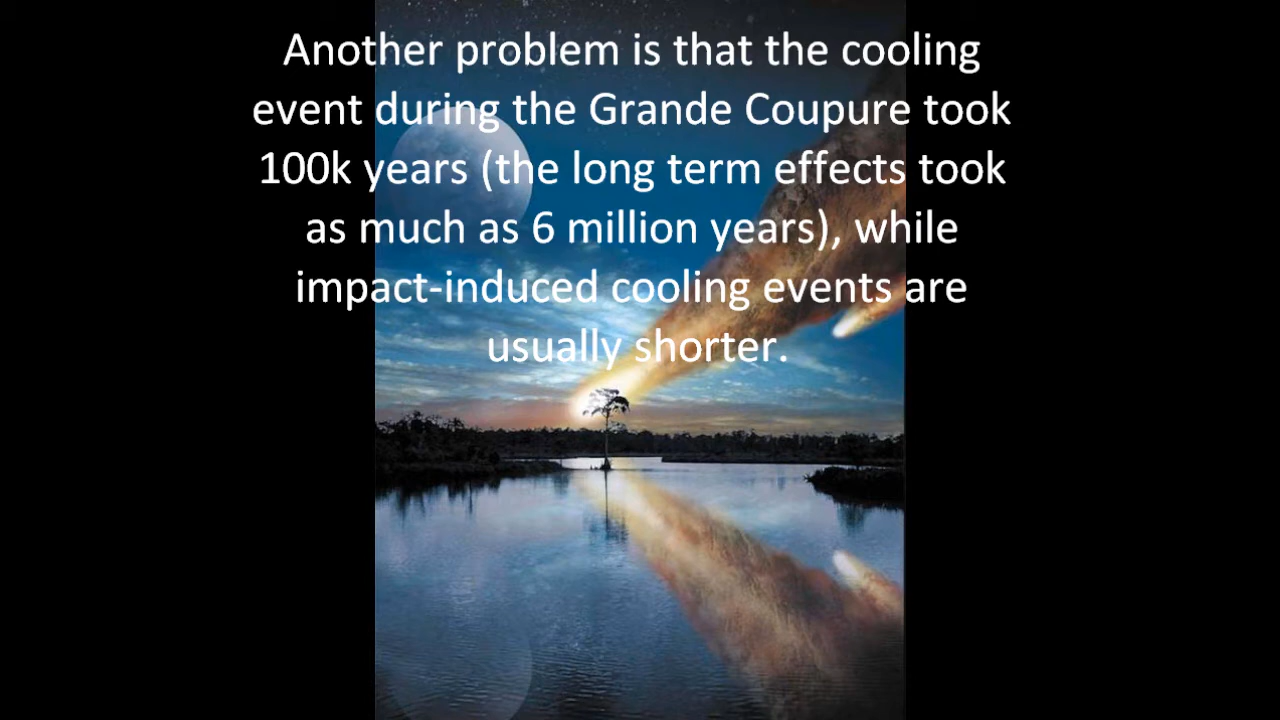 Another problem is that the cooling
event during the Grande Coupure took
100k years (the long term effects took
as much as 6 million years), while
impact-induced cooling events are
usually shorter.